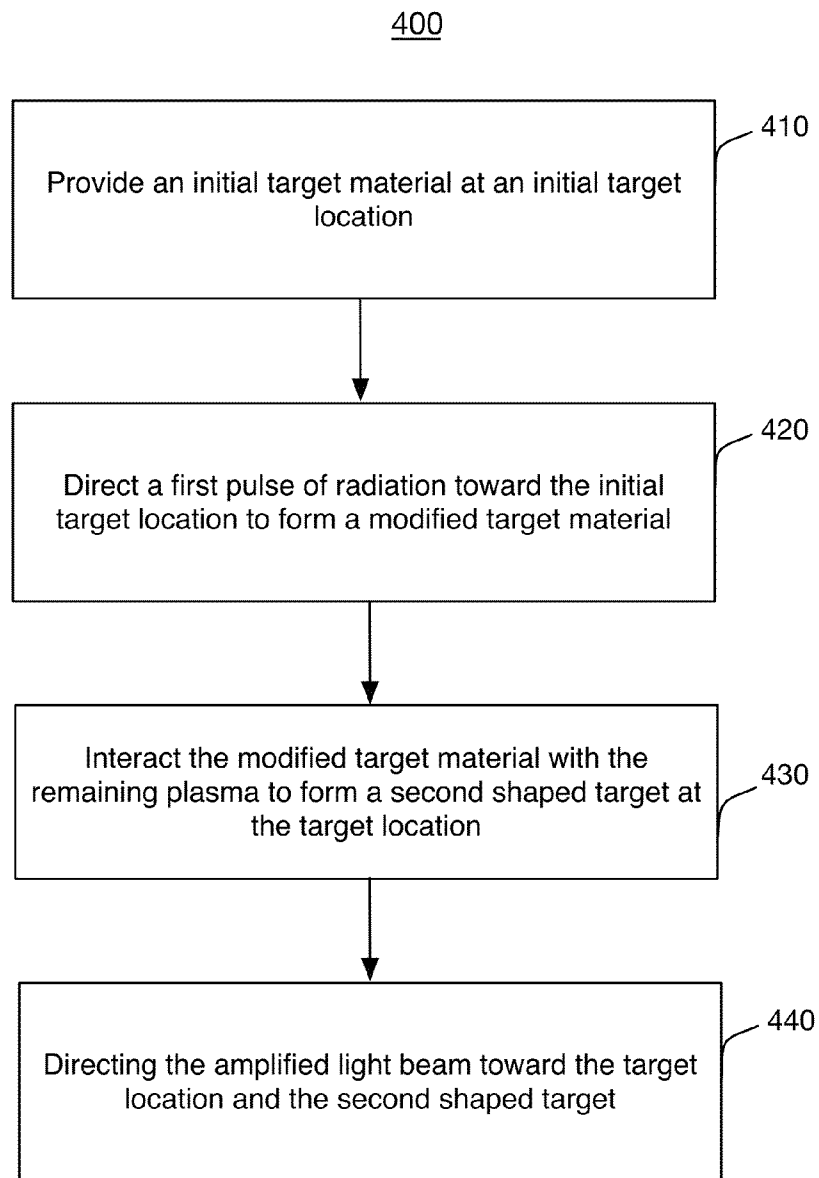 400
410
Provide an initial target material at an initial target
location
420
Direct a first pulse of radiation toward the initial
target location to form a modified target material
Interact the modified target material with the
remaining plasma to form a second shaped target at
the target location
430
440
Directing the amplified light beam toward the target
location and the second shaped target